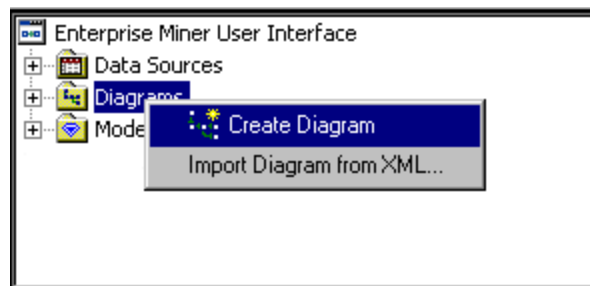 Enterprise Miner User Interface
Data Sources
Diagrams
Mode
Create Diagram
Import Diagram from XML...